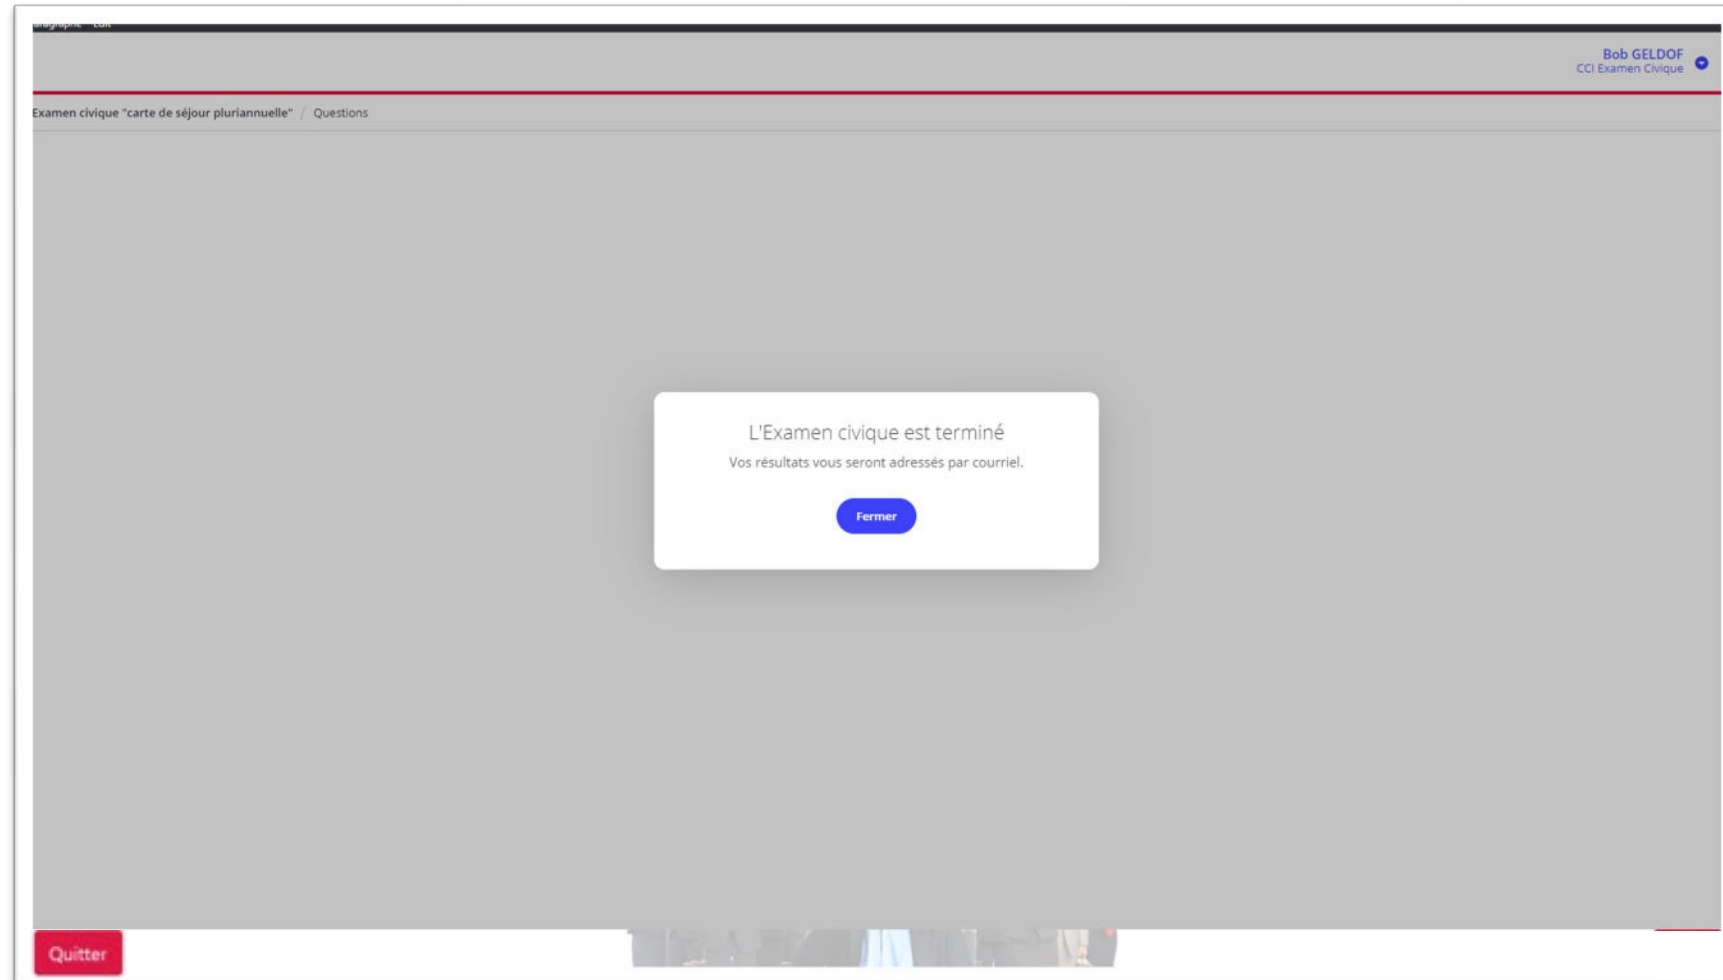 Edit
Bob GELDOF
CCI Examen Civique
Examen civique "carte de séjour pluriannuelle" / Questions
L'Examen civique est terminé
Vos résultats vous seront adressés par courriel.
Fermer
Quitter